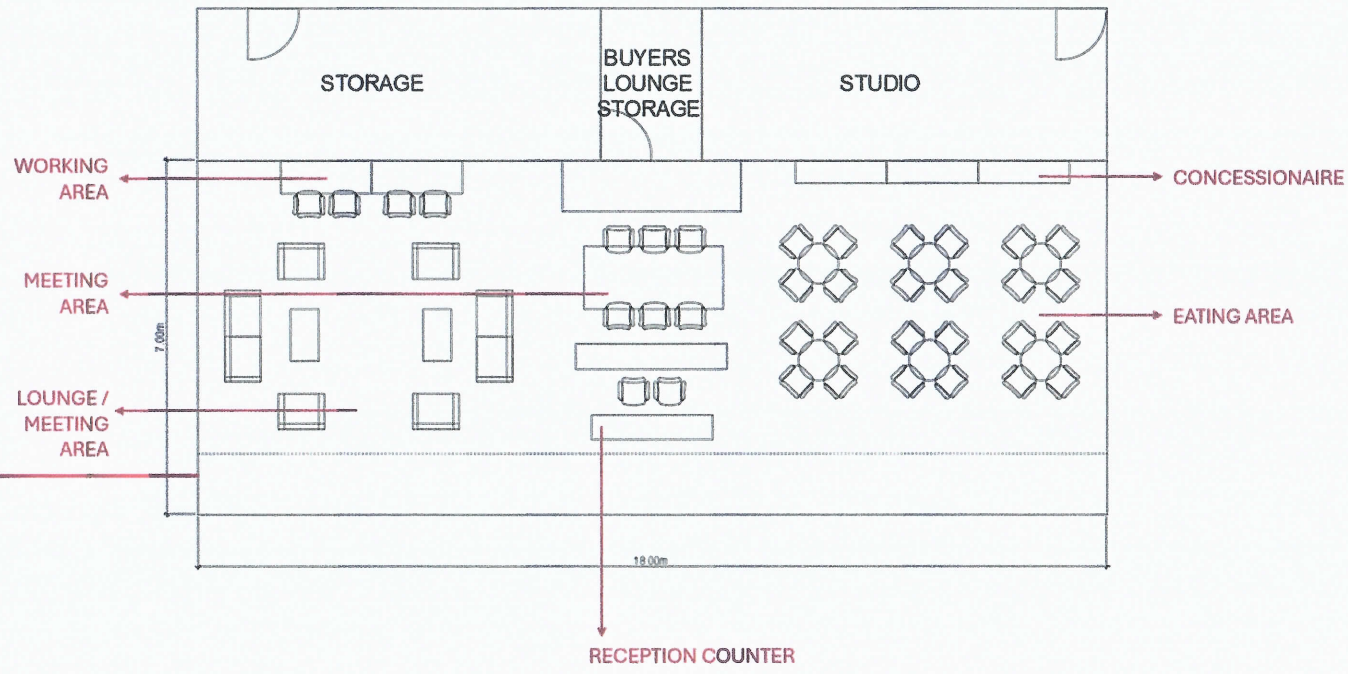 STORAGE
BUYERS
LOUNGE
STORAGE
STUDIO
WORKING
AREA
CONCESSIONAIRE
MEETING
AREA
EATING AREA
7.00m
LOUNGE /
MEETING
AREA
18.00m
RECEPTION COUNTER